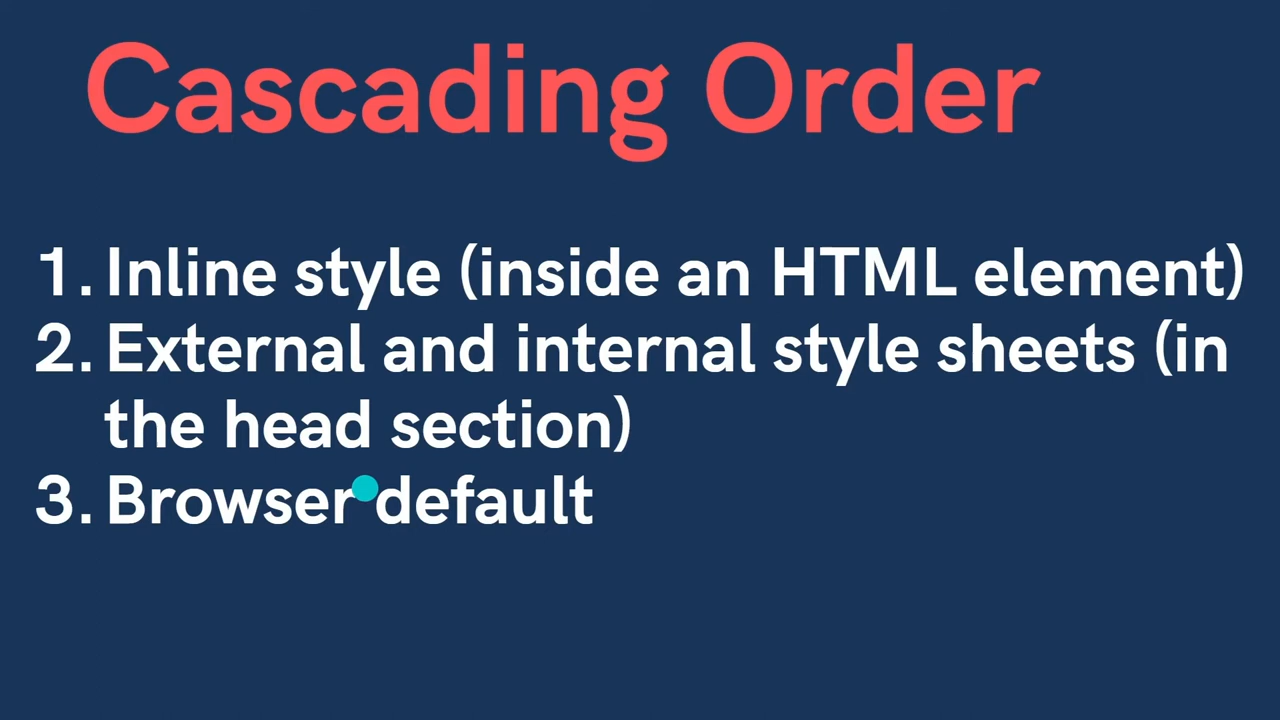 Cascading Order
1. Inline style (inside an HTML element)
2. External and internal style sheets (in
the head section)
3. Browser default